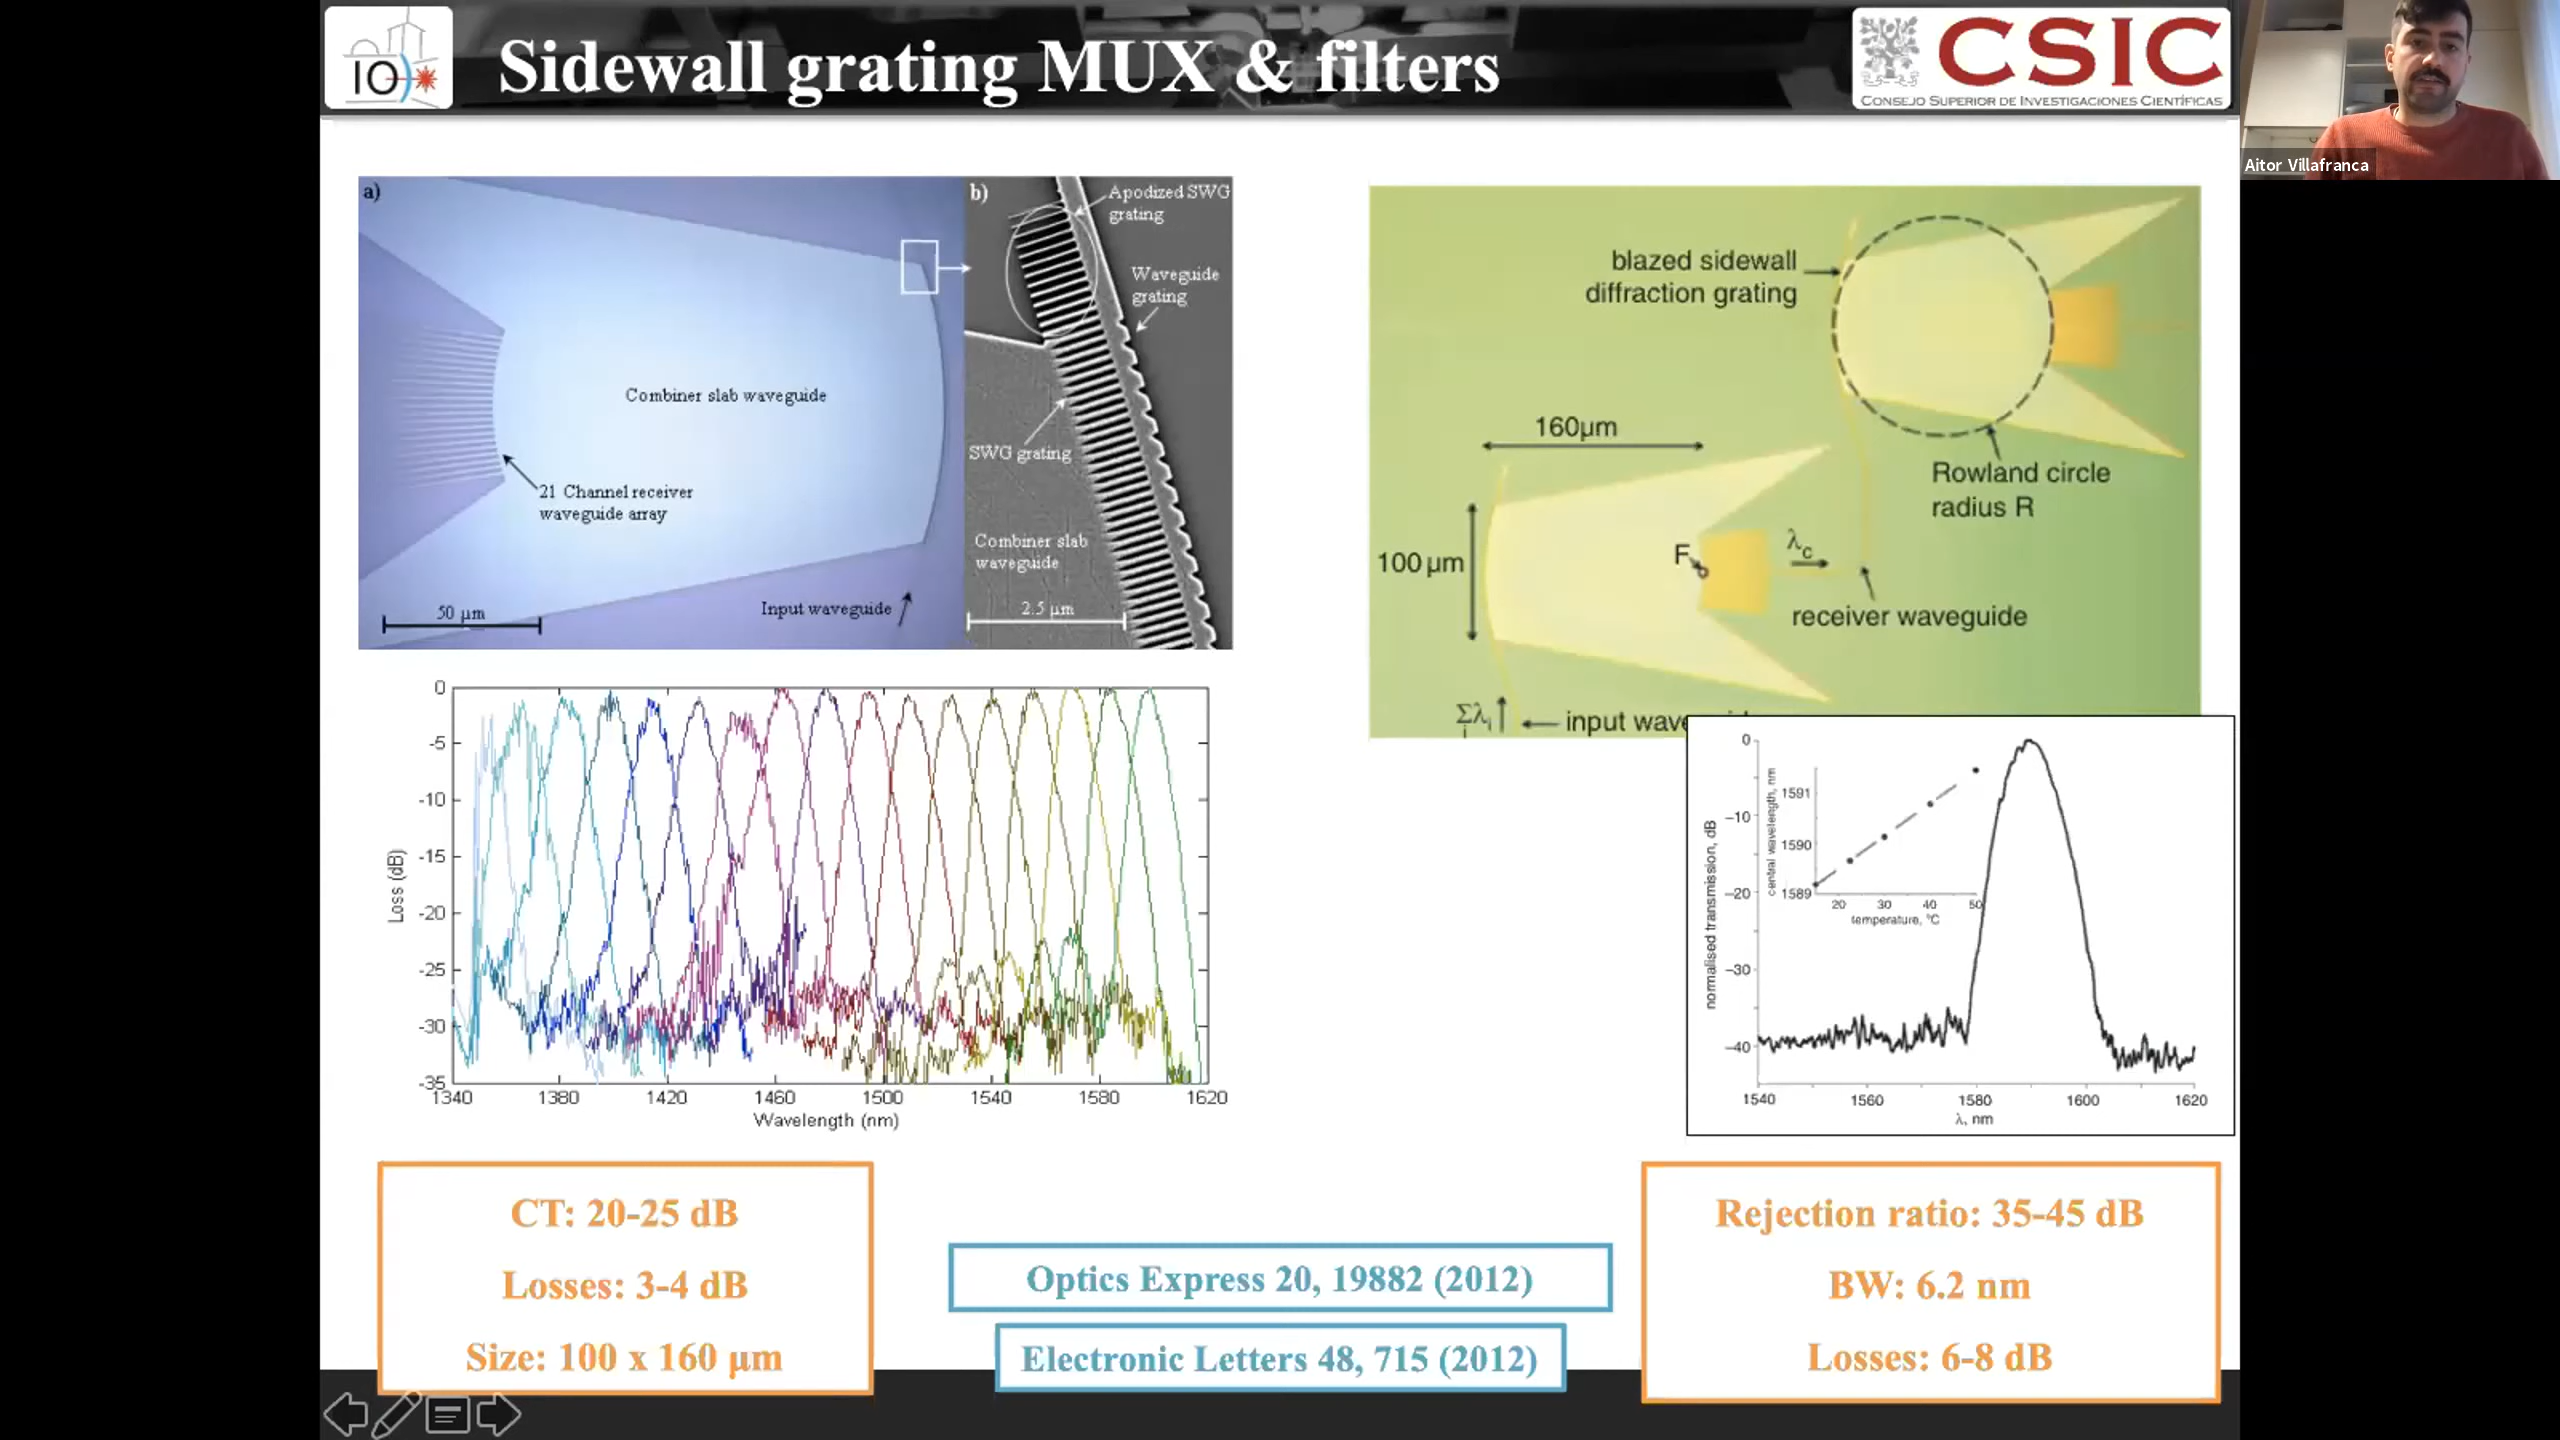 IO
Sidewall grating MUX & filters
CSIC
CONSEJO SUPERIOR DE INVESTIGACIONES CIENTÍFICAS
Aitor Villafranca
a)
Combiner slab waveguide
21 Channel receiver
waveguide array
50 µm
Input waveguide
b)
Apodized SWG
grating
Waveguide
grating
SWG grating
Combiner slab
waveguide
2.5 µm
blazed sidewall
diffraction grating
160µm
Rowland circle
radius R
100 µm
F
λc
receiver waveguide
Σλi
input wave
0
-5
-10
-15
-20
-25
-30
-35
Loss (dB)
1340
1380
1420
1460
1500
1540
1580
1620
Wavelength (nm)
0
−10
−20
−30
−40
normalised transmission, dB
central wavelength, nm
1591
1590
1589
20
30
40
50
temperature, °C
1540
1560
1580
1600
1620
λ, nm
CT: 20-25 dB
Losses: 3-4 dB
Size: 100 x 160 µm
Optics Express 20, 19882 (2012)
Electronic Letters 48, 715 (2012)
Rejection ratio: 35-45 dB
BW: 6.2 nm
Losses: 6-8 dB